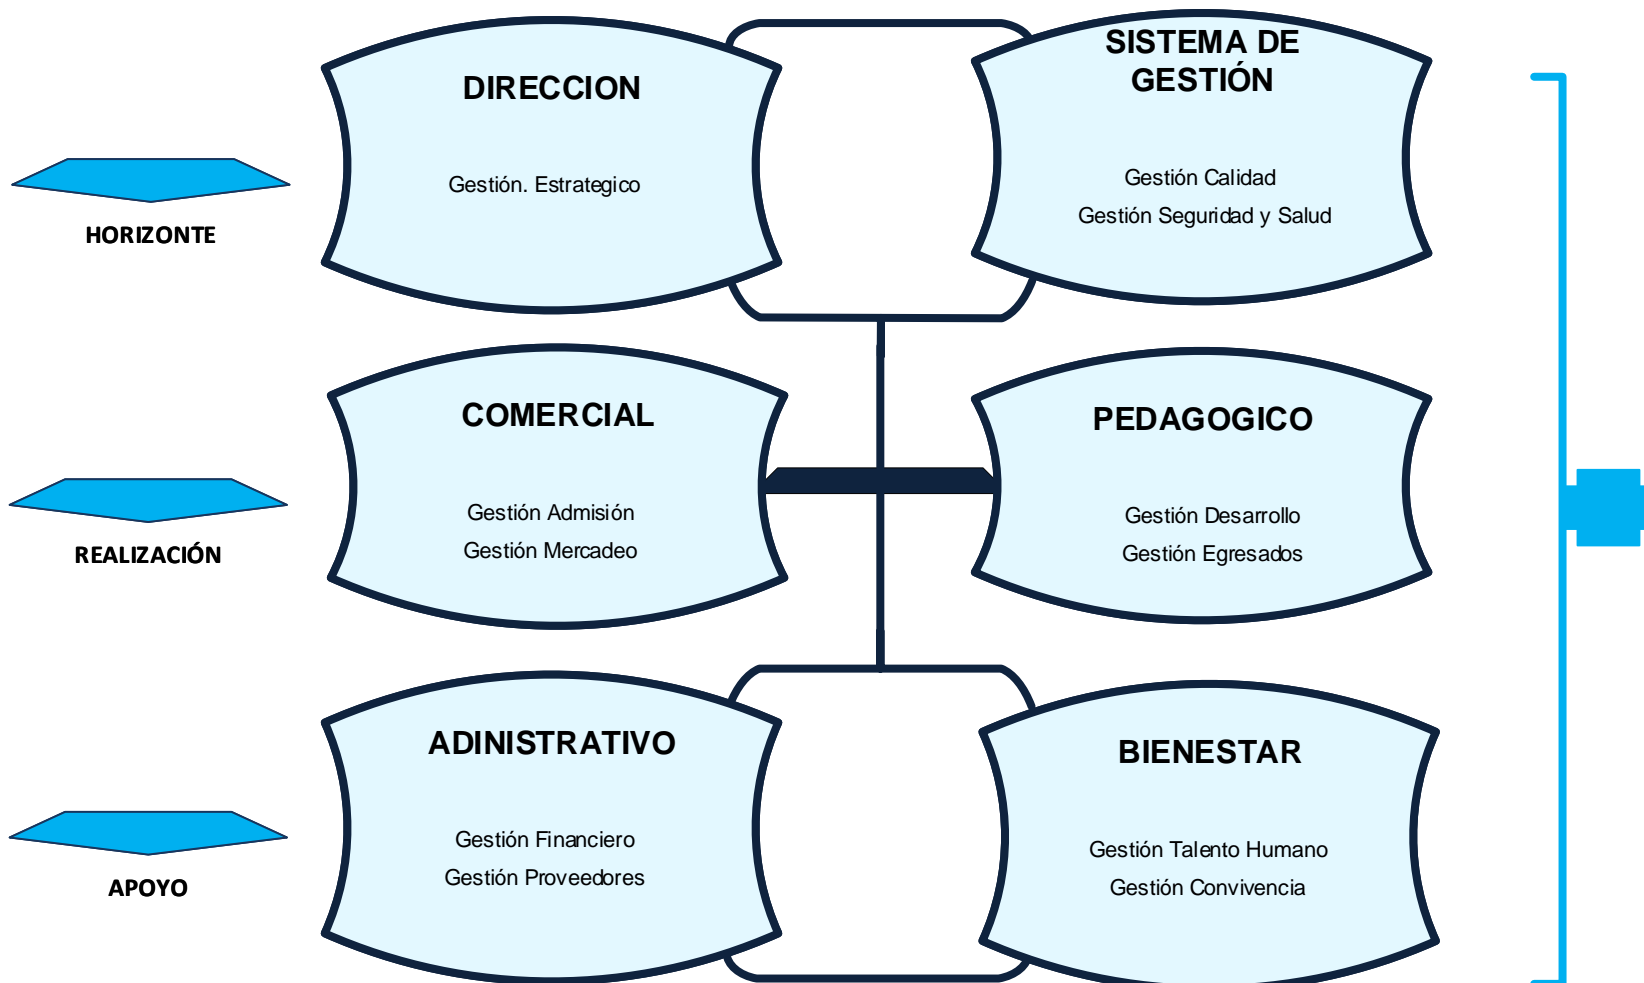 DIRECCION
Gestión. Estrategico
SISTEMA DE
GESTIÓN
Gestión Calidad
Gestión Seguridad y Salud
HORIZONTE
COMERCIAL
Gestión Admisión
Gestión Mercadeo
PEDAGOGICO
Gestión Desarrollo
Gestión Egresados
REALIZACIÓN
ADINISTRATIVO
Gestión Financiero
Gestión Proveedores
BIENESTAR
Gestión Talento Humano
Gestión Convivencia
APOYO